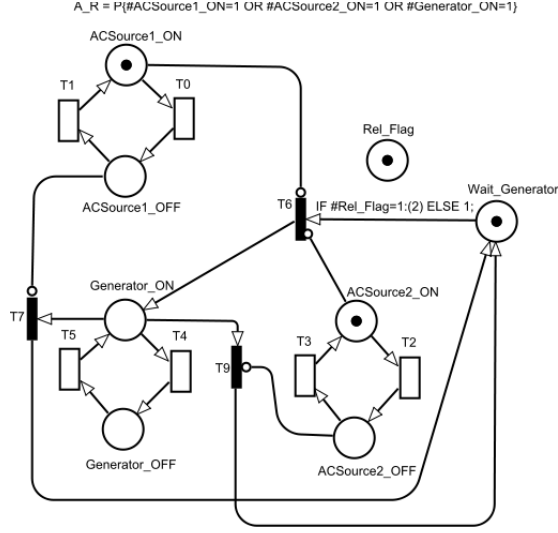 A_R = P{#ACSource1_ON=1 OR #ACSource2_ON=1 OR #Generator_ON=1}
ACSource1_ON
T1
T0
Rel_Flag
Wait_Generator
T6
IF #Rel_Flag=1:(2) ELSE 1;
ACSource1_OFF
Generator_ON
ACSource2_ON
T7
T5
T4
T9
T3
T2
Generator_OFF
ACSource2_OFF